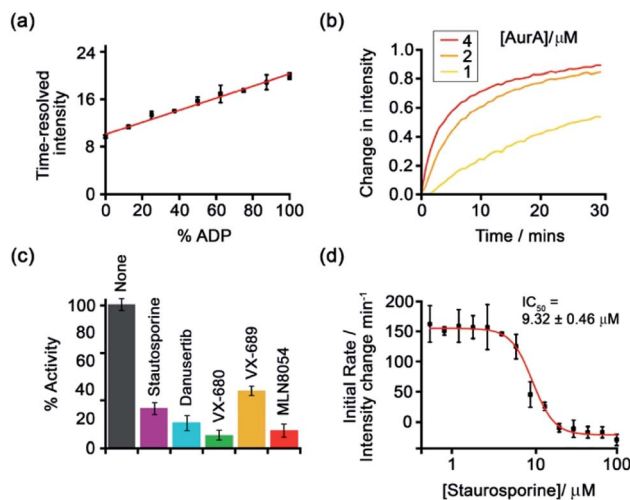 (a)
24
16
8
0
Time-resolved
intensity
0 20 40 60 80 100
% ADP
(b)
[AurA]/μM
4
2
1
1.0
0.8
0.6
0.4
0.2
0.0
Change in intensity
0 10 20 30
Time / mins
(c)
100
80
60
40
20
0
% Activity
None
Stautosporine
Danusertib
VX-680
VX-689
MLN8054
(d)
IC50 =
9.32 ± 0.46 μM
200
150
100
150
50
0
Initial Rate /
Intensity change min-1
1 10 100
[Staurosporine]/ μM